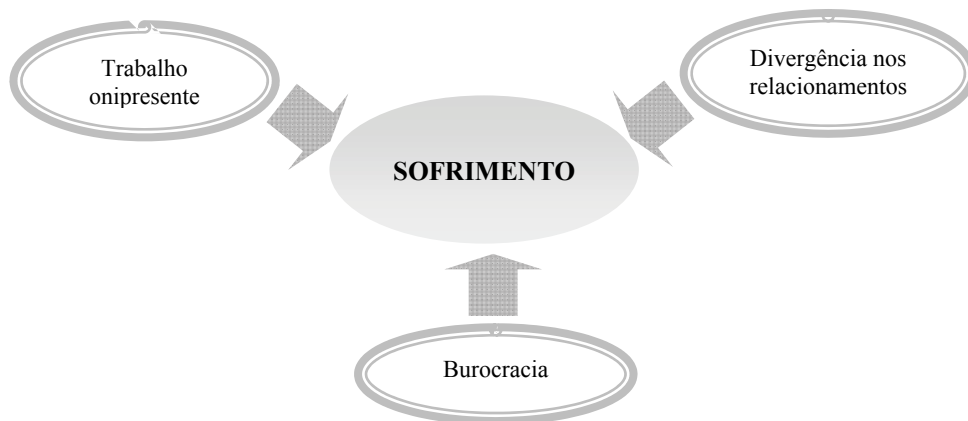 Trabalho
onipresente
Divergência nos
relacionamentos
SOFRIMENTO
Burocracia